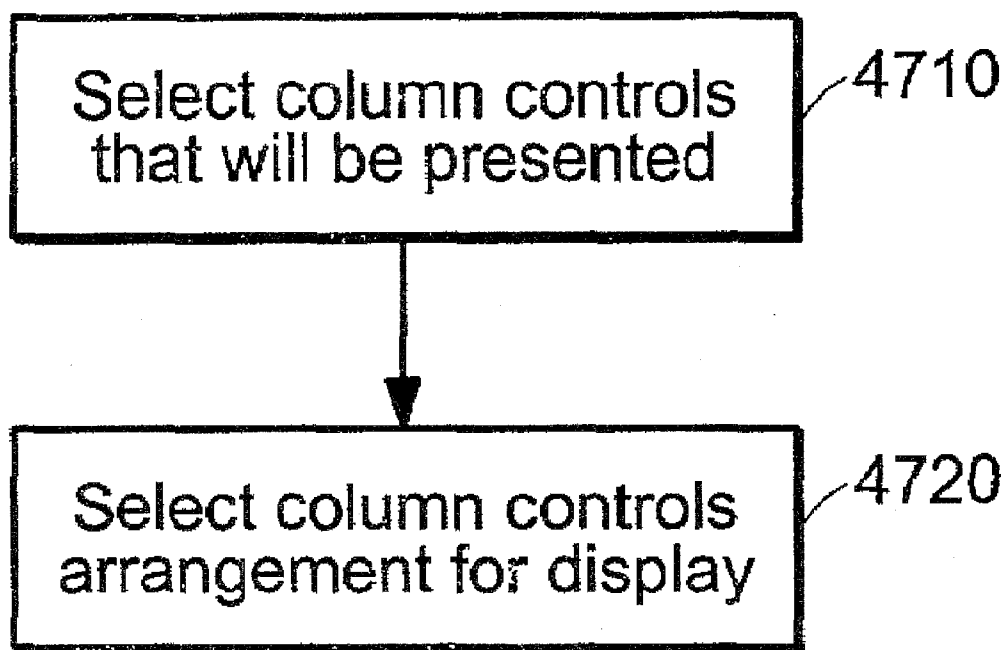 Select column controls
that will be presented
4710
Select column controls
arrangement for display
4720